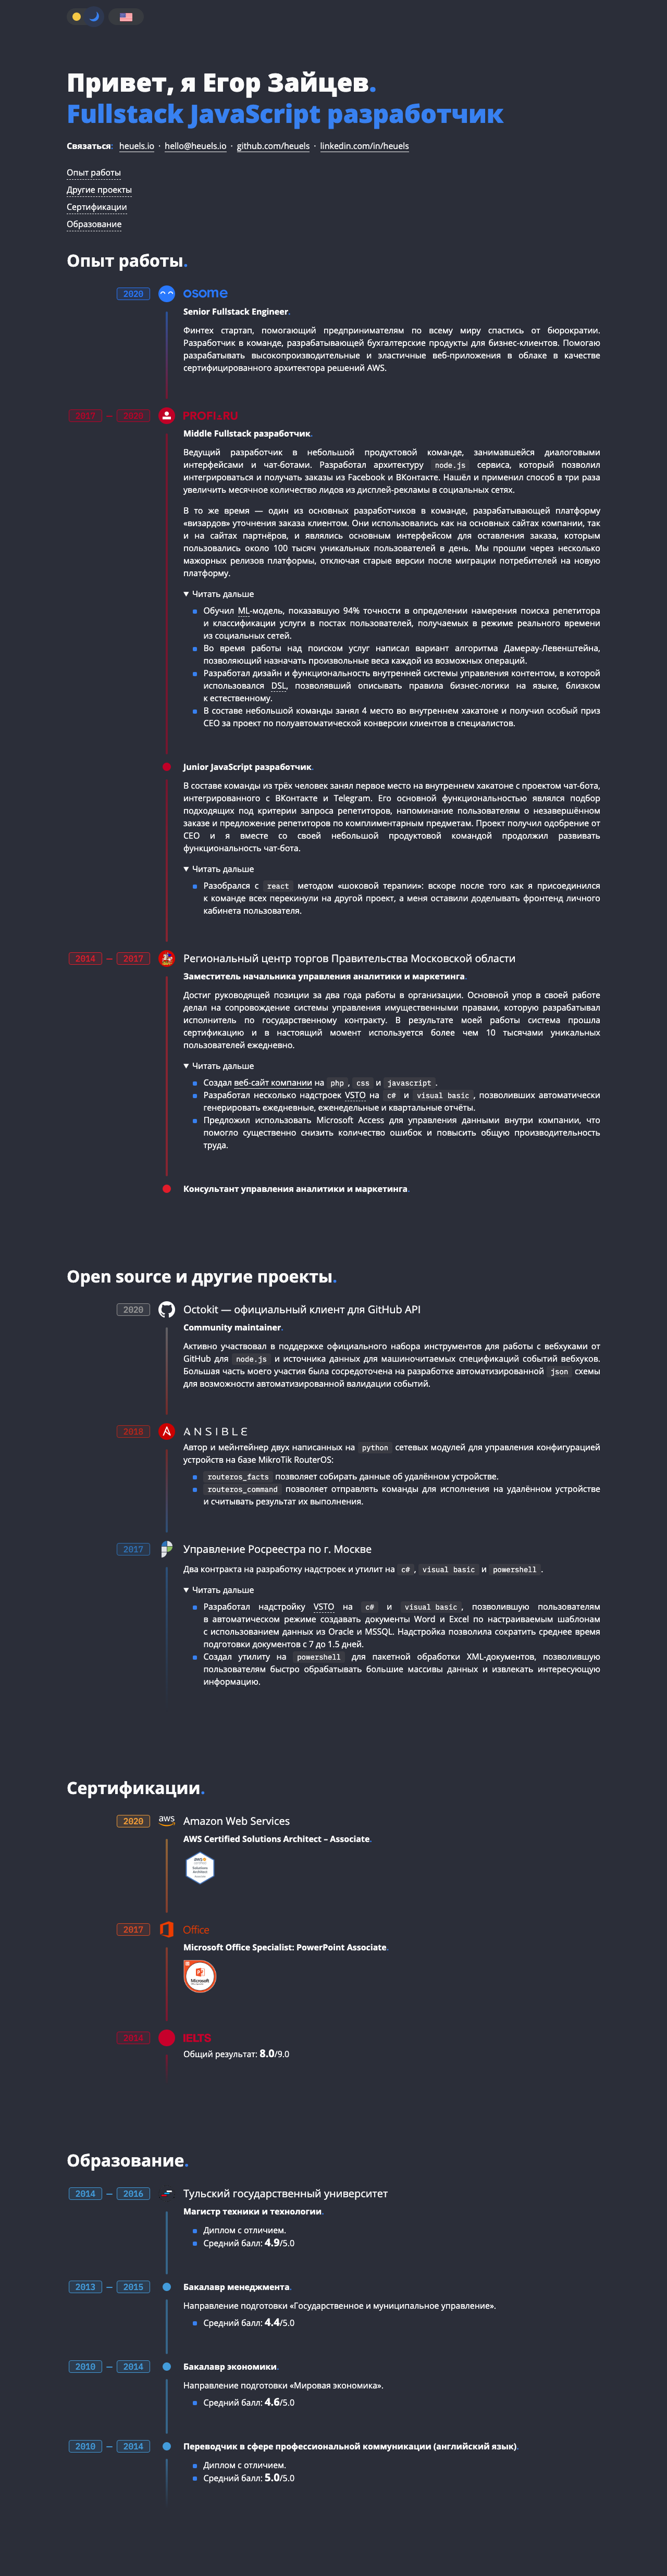 Привет, я Егор Зайцев.
Fullstack JavaScript разработчик
Связаться: heuels.io · hello@heuels.io · github.com/heuels · linkedin.com/in/heuels
Опыт работы
Другие проекты
Сертификации
Образование
Опыт работы.
2020 osome
Senior Fullstack Engineer.
Финтех стартап, помогающий предпринимателям по всему миру спастись от бюрократии.
Разработчик в команде, разрабатывающей бухгалтерские продукты для бизнес-клиентов. Помогаю
разрабатывать высокопроизводительные и эластичные веб-приложения в облаке в качестве
сертифицированного архитектора решений AWS.
2017 — 2020 PROFI.RU
Middle Fullstack разработчик.
Ведущий разработчик в небольшой продуктовой команде, занимавшейся диалоговыми
интерфейсами и чат-ботами. Разработал архитектуру node.js сервиса, который позволил
интегрироваться и получать заказы из Facebook и ВКонтакте. Нашёл и применил способ в три раза
увеличить месячное количество лидов из дисплей-рекламы в социальных сетях.
В то же время — один из основных разработчиков в команде, разрабатывающей платформу
«визардов» уточнения заказа клиентом. Они использовались как на основных сайтах компании, так
и на сайтах партнёров, и являлись основным интерфейсом для оставления заказа, которым
пользовались около 100 тысяч уникальных пользователей в день. Мы прошли через несколько
мажорных релизов платформы, отключая старые версии после миграции потребителей на новую
платформу.
▼ Читать дальше
Обучил ML-модель, показавшую 94% точности в определении намерения поиска репетитора
и классификации услуги в постах пользователей, получаемых в режиме реального времени
из социальных сетей.
Во время работы над поиском услуг написал вариант алгоритма Дамерау-Левенштейна,
позволяющий назначать произвольные веса каждой из возможных операций.
Разработал дизайн и функциональность внутренней системы управления контентом, в которой
использовался DSL, позволявший описывать правила бизнес-логики на языке, близком
к естественному.
В составе небольшой команды занял 4 место во внутреннем хакатоне и получил особый приз
CEO за проект по полуавтоматической конверсии клиентов в специалистов.
Junior JavaScript разработчик.
В составе команды из трёх человек занял первое место на внутреннем хакатоне с проектом чат-бота,
интегрированного с ВКонтакте и Telegram. Его основной функциональностью являлся подбор
подходящих под критерии запроса репетиторов, напоминание пользователям о незавершённом
заказе и предложение репетиторов по комплиментарным предметам. Проект получил одобрение от
CEO и я вместе со своей небольшой продуктовой командой продолжил развивать
функциональность чат-бота.
▼ Читать дальше
Разобрался с react методом «шоковой терапии»: вскоре после того как я присоединился
к команде всех перекинули на другой проект, а меня оставили доделывать фронтенд личного
кабинета пользователя.
2014 — 2017 Региональный центр торгов Правительства Московской области
Заместитель начальника управления аналитики и маркетинга.
Достиг руководящей позиции за два года работы в организации. Основной упор в своей работе
делал на сопровождение системы управления имущественными правами, которую разрабатывал
исполнитель по государственному контракту. В результате моей работы система прошла
сертификацию и в настоящий момент используется более чем 10 тысячами уникальных
пользователей ежедневно.
▼ Читать дальше
Создал веб-сайт компании на php, css и javascript.
Разработал несколько надстроек VSTO на c# и visual basic, позволивших автоматически
генерировать ежедневные, еженедельные и квартальные отчёты.
Предложил использовать Microsoft Access для управления данными внутри компании, что
помогло существенно снизить количество ошибок и повысить общую производительность
труда.
Консультант управления аналитики и маркетинга.
Open source и другие проекты.
2020 Octokit — официальный клиент для GitHub API
Community maintainer.
Активно участвовал в поддержке официального набора инструментов для работы с вебхуками от
GitHub для node.js и источника данных для машиночитаемых спецификаций событий вебхуков.
Большая часть моего участия была сосредоточена на разработке автоматизированной json схемы
для возможности автоматизированной валидации событий.
2018 ANSIBLE
Автор и мейнтейнер двух написанных на python сетевых модулей для управления конфигурацией
устройств на базе MikroTik RouterOS:
routeros_facts позволяет собирать данные об удалённом устройстве.
routeros_command позволяет отправлять команды для исполнения на удалённом устройстве
и считывать результат их выполнения.
2017 Управление Росреестра по г. Москве
Два контракта на разработку надстроек и утилит на c#, visual basic и powershell.
▼ Читать дальше
Разработал надстройку VSTO на c# и visual basic, позволившую пользователям
в автоматическом режиме создавать документы Word и Excel по настраиваемым шаблонам
с использованием данных из Oracle и MSSQL. Надстройка позволила сократить среднее время
подготовки документов с 7 до 1.5 дней.
Создал утилиту на powershell для пакетной обработки XML-документов, позволившую
пользователям быстро обрабатывать большие массивы данных и извлекать интересующую
информацию.
Сертификации.
2020 aws Amazon Web Services
AWS Certified Solutions Architect – Associate.
aws
Solutions
Architect
2017 Office
Microsoft Office Specialist: PowerPoint Associate.
Microsoft
2014 IELTS
Общий результат: 8.0/9.0
Образование.
2014 — 2016 Тульский государственный университет
Магистр техники и технологии.
Диплом с отличием.
Средний балл: 4.9/5.0
2013 — 2015 Бакалавр менеджмента.
Направление подготовки «Государственное и муниципальное управление».
Средний балл: 4.4/5.0
2010 — 2014 Бакалавр экономики.
Направление подготовки «Мировая экономика».
Средний балл: 4.6/5.0
2010 — 2014 Переводчик в сфере профессиональной коммуникации (английский язык).
Диплом с отличием.
Средний балл: 5.0/5.0